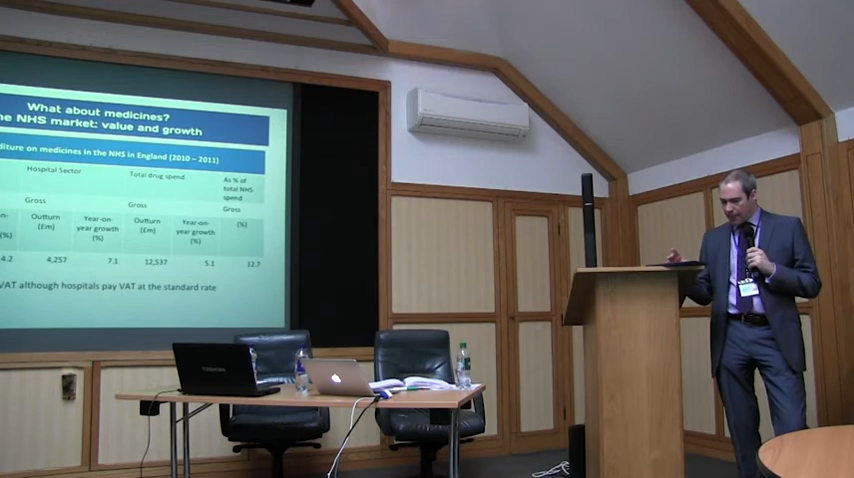 What about medicines?
NHS market: value and growth
diture on medicines in the NHS in England (2010 – 2011)
Hospital Sector
Total drug spend
As % of
total NHS
spend
Gross
Gross
Gross
on-
Outturn
Year-on-
Outturn
Year-on-
(%)
(%)
(£m)
year growth
(£m)
year growth
(%)
(%)
4.2
4,257
7.1
12,537
5.1
12.7
VAT although hospitals pay VAT at the standard rate
TOSHIBA